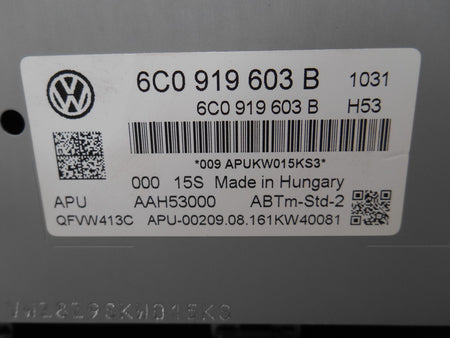 6C0 919 603 B 1031
6C0 919 603 B H53
*009 APUKW015KS3*
000 15S Made in Hungary
APU AAH53000 ABTm-Std-2
QFVW413C APU-00209.08.161KW40081